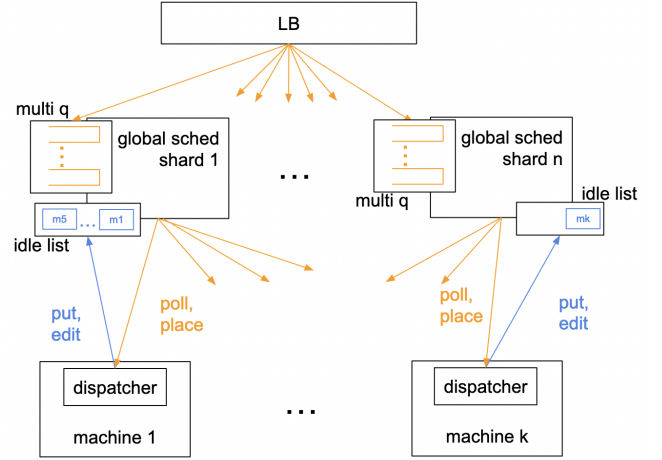 LB
multi q
global sched
shard 1
...
global sched
shard n
multi q
idle list
m5 ... m1
idle list
mk
put,
edit
poll,
place
poll,
place
put,
edit
dispatcher
machine 1
...
dispatcher
machine k